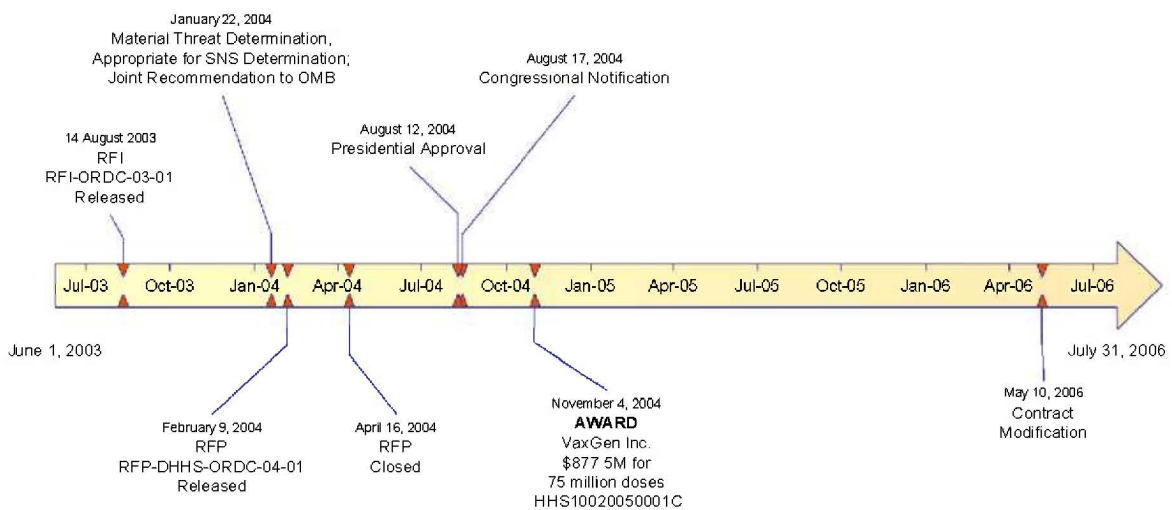 January 22, 2004
Material Threat Determination,
Appropriate for SNS Determination;
Joint Recommendation to OMB
August 17, 2004
Congressional Notification
August 12, 2004
Presidential Approval
14 August 2003
RFI
RFI-ORDC-03-01
Released
Jul-03 Oct-03 Jan-04 Apr-04 Jul-04 Oct-04 Jan-05 Apr-05 Jul-05 Oct-05 Jan-06 Apr-06 Jul-06
June 1, 2003
July 31, 2006
February 9, 2004
RFP
RFP-DHHS-ORDC-04-01
Released
April 16, 2004
RFP
Closed
November 4, 2004
AWARD
VaxGen Inc.
$877 5M for
75 million doses
HHS10020050001C
May 10, 2006
Contract
Modification